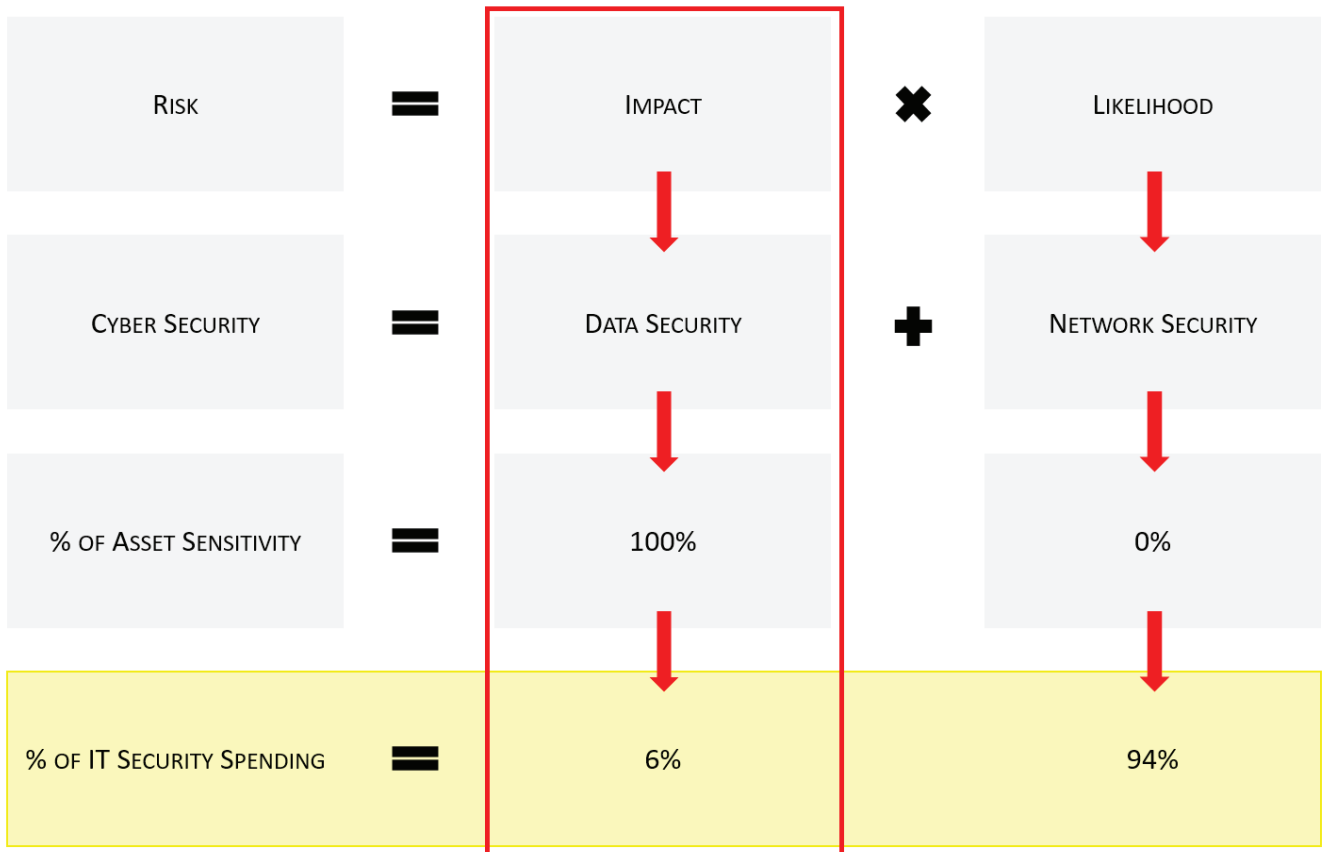 RISK = IMPACT × LIKELIHOOD
CYBER SECURITY = DATA SECURITY + NETWORK SECURITY
% OF ASSET SENSITIVITY = 100% 0%
% OF IT SECURITY SPENDING = 6% 94%